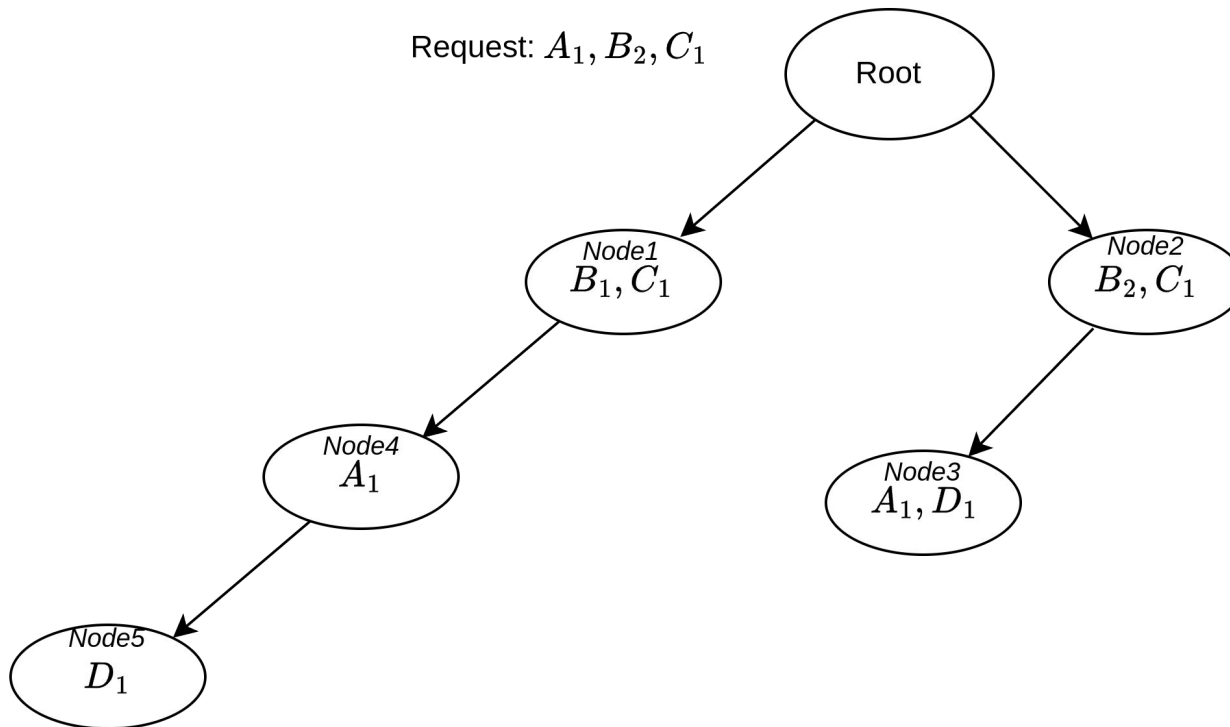 Request: A₁, B₂, C₁
Root
Node1
B₁, C₁
Node2
B₂, C₁
Node4
A₁
Node3
A₁, D₁
Node5
D₁